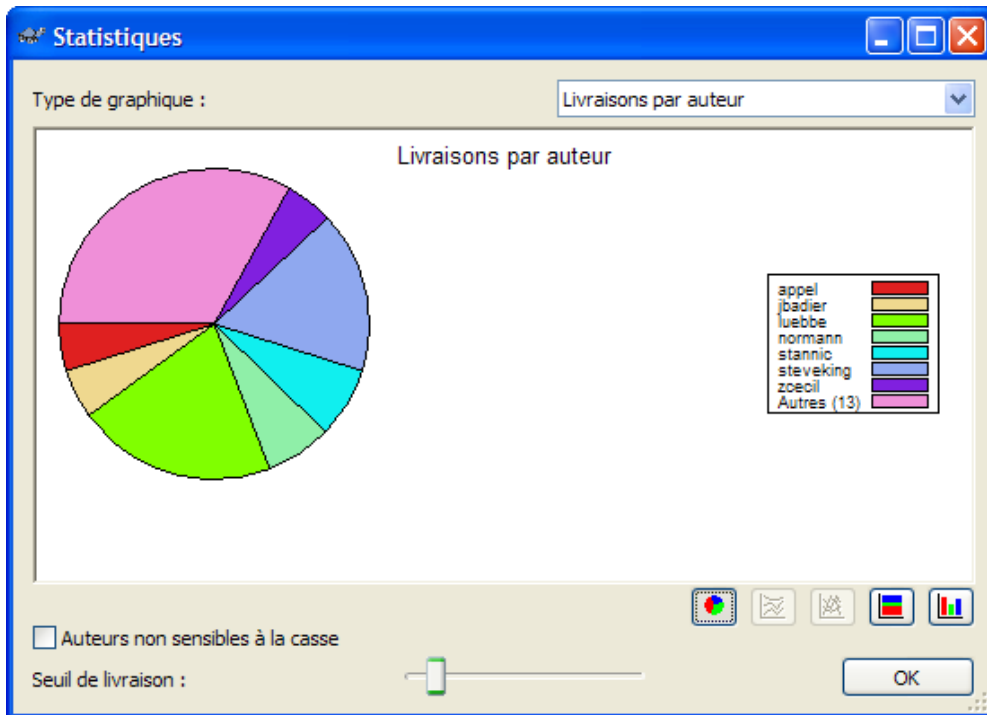 Statistiques
Type de graphique :
Livraisons par auteur
Livraisons par auteur
appel
jbadier
luebbe
normann
stannic
steveking
zcecil
Autres (13)
Auteurs non sensibles à la casse
Seuil de livraison :
OK